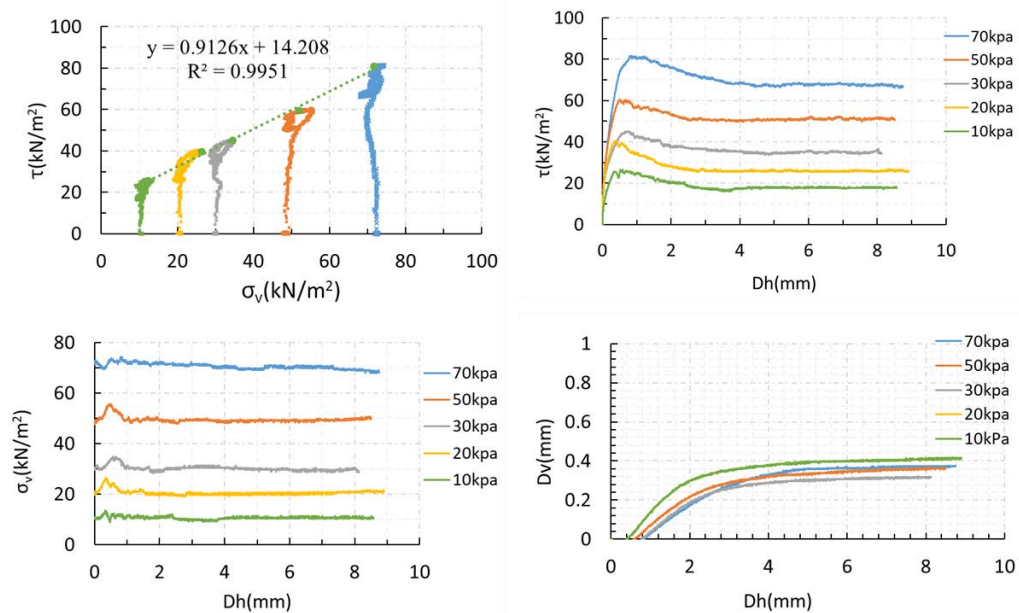 y = 0.9126x + 14.208
R² = 0.9951
τ(kN/m²)
100
80
60
40
20
0
0 20 40 60 80 100
σᵥ(kN/m²)
τ(kN/m²)
100
80
60
40
20
0
0 2 4 6 8 10
Dh(mm)
70kpa
50kpa
30kpa
20kpa
10kpa
σᵥ(kN/m²)
80
60
40
20
0
0 2 4 6 8 10
Dh(mm)
70kpa
50kpa
30kpa
20kpa
10kpa
Dv(mm)
1
0.8
0.6
0.4
0.2
0
0 2 4 6 8 10
Dh(mm)
70kpa
50kpa
30kpa
20kpa
10kPa